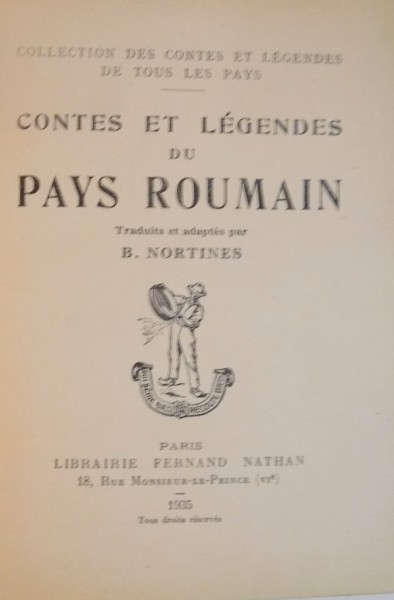 COLLECTION DES CONTES ET LÉGENDES
DE TOUS LES PAYS
CONTES ET LÉGENDES
DU
PAYS ROUMAIN
Traduits et adaptés par
B. NORTINES
PARIS
LIBRAIRIE FERNAND NATHAN
18, RUE MONSIEUR-LE-PRINCE (VIᵉ)
1935
Tous droits réservés